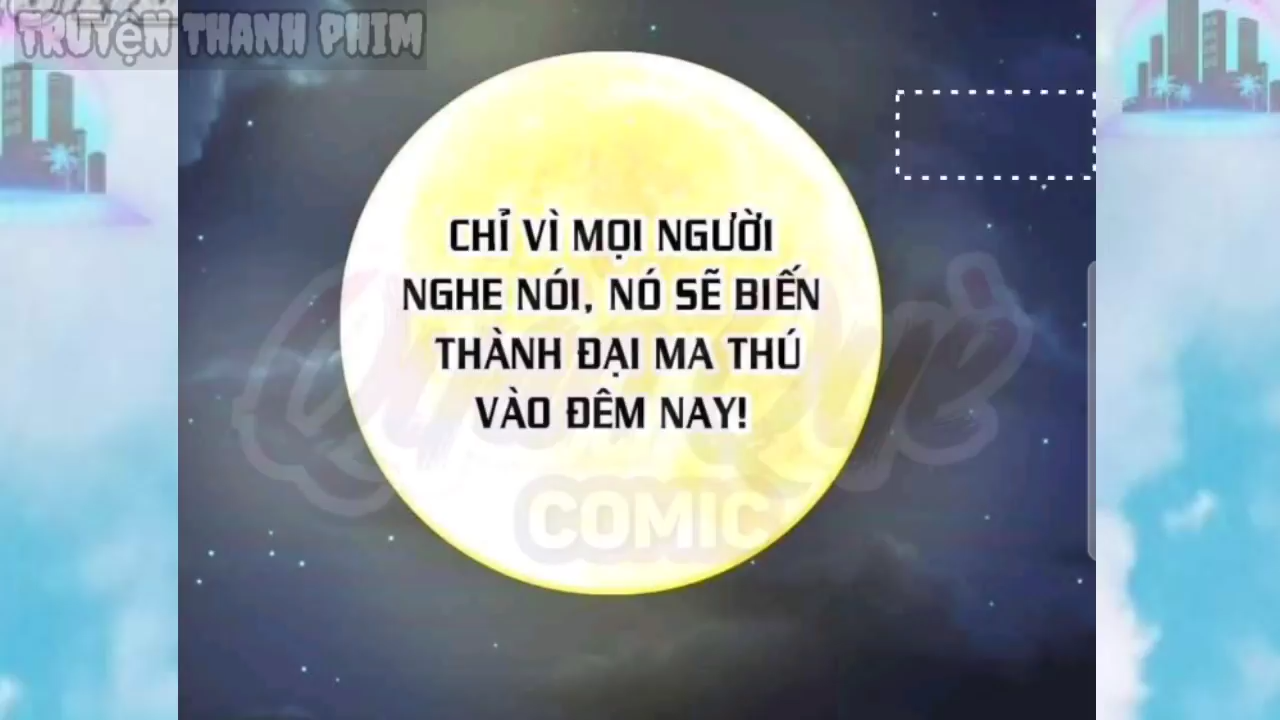 TRUYỆN THANH PHIM
CHỈ VÌ MỌI NGƯỜI
NGHE NÓI, NÓ SẼ BIẾN
THÀNH ĐẠI MA THÚ
VÀO ĐÊM NAY!
COMIC